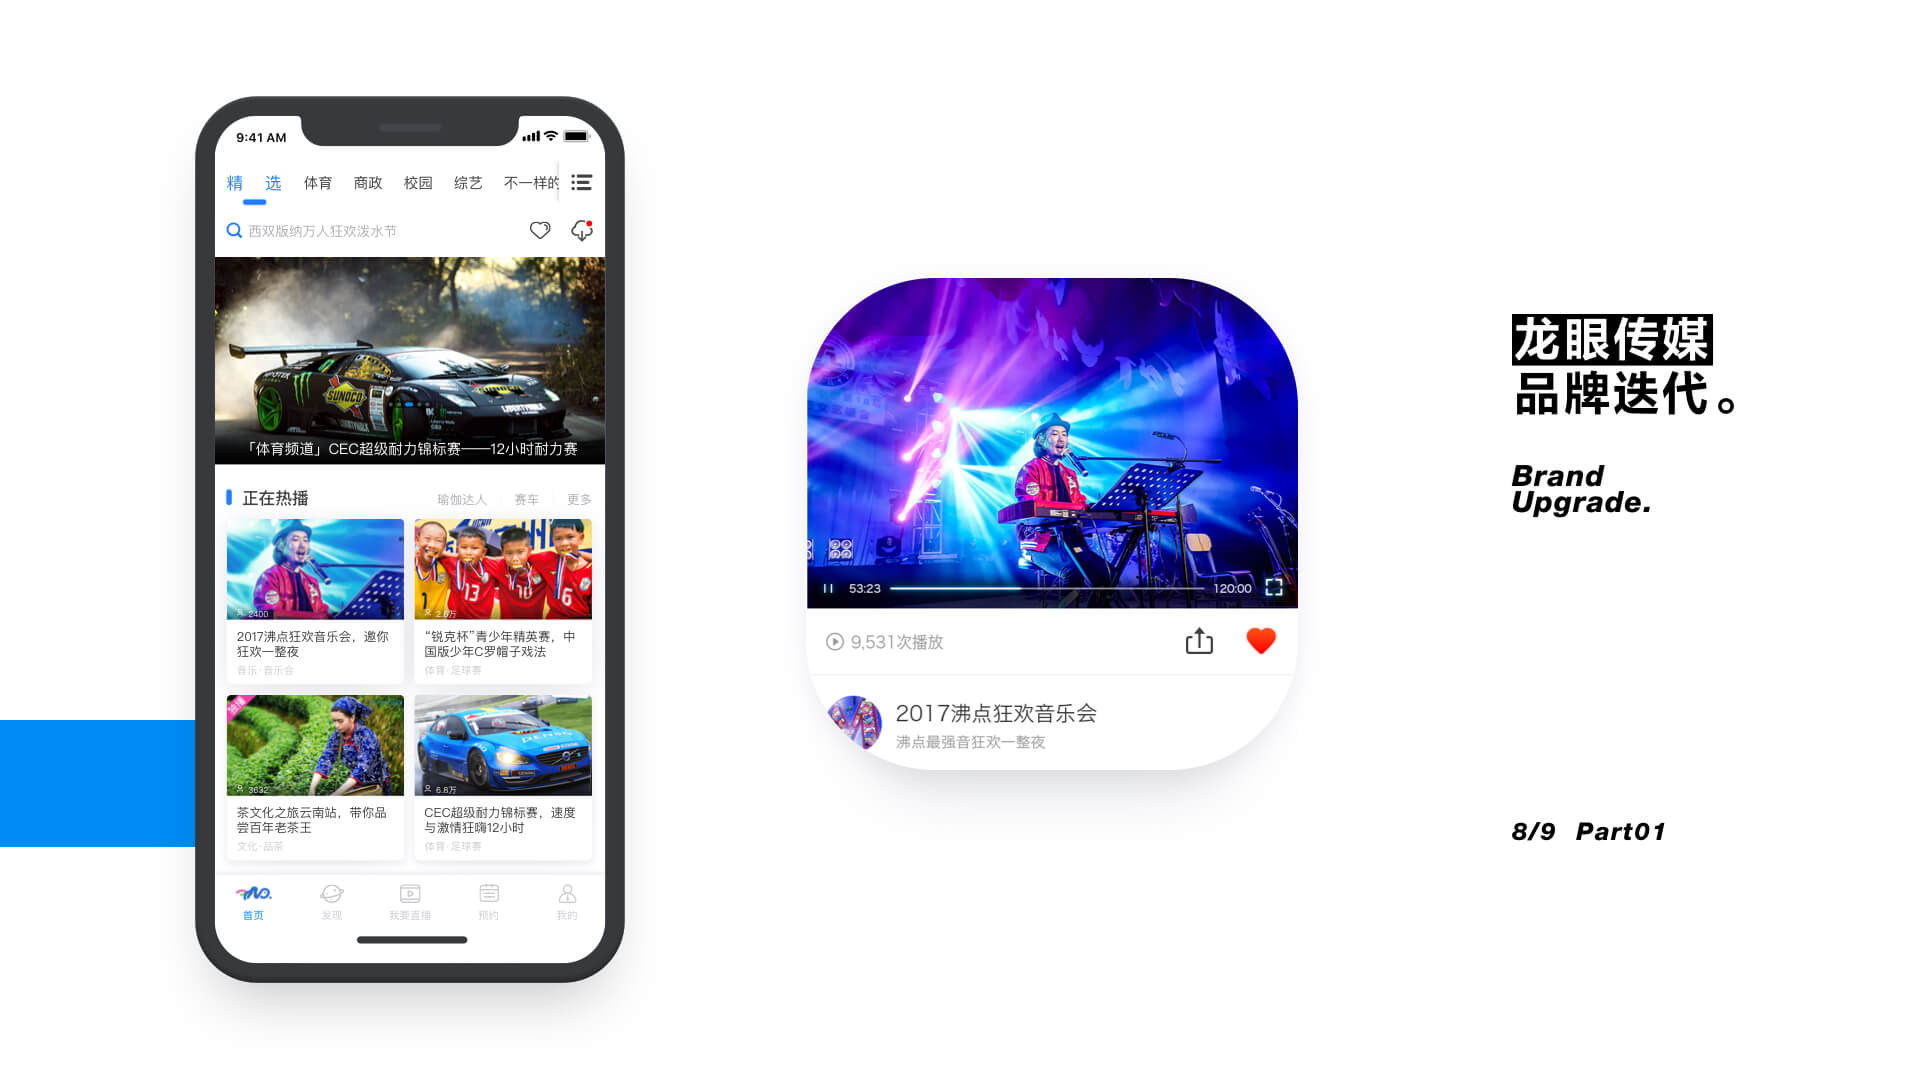 9:41 AM
精 选 体育 商政 校园 综艺 不一样的
西双版纳万人狂欢泼水节
SUNOCO
「体育频道」CEC超级耐力锦标赛——12小时耐力赛
正在热播 瑜伽达人 赛车 更多
2400
2017沸点狂欢音乐会，邀你
狂欢一整夜
音乐·音乐会
13
10
6
2.6万
“锐克杯”青少年精英赛，中
国版少年C罗帽子戏法
体育·足球赛
3632
茶文化之旅云南站，带你品
尝百年老茶王
文化·品茶
6.8万
CEC超级耐力锦标赛，速度
与激情狂嗨12小时
体育·足球赛
首页 发现 我要直播 预约 我的
53:23 120:00
9,531次播放
2017沸点狂欢音乐会
沸点最强音狂欢一整夜
龙眼传媒
品牌迭代。
Brand
Upgrade.
8/9 Part01